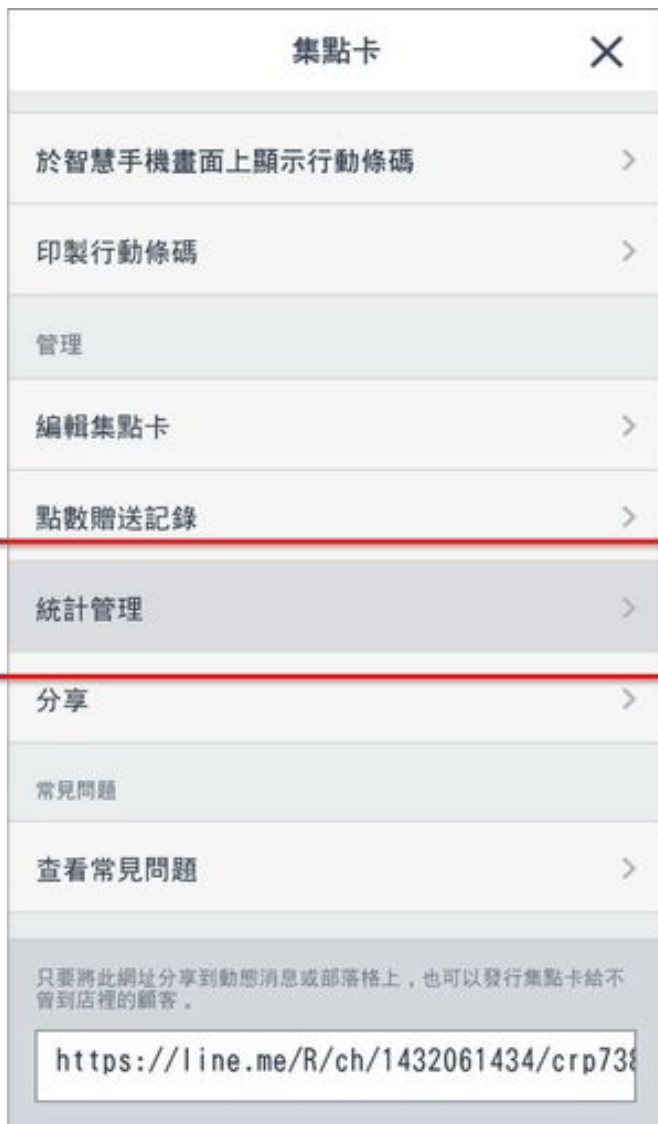 集點卡
於智慧手機畫面上顯示行動條碼
印製行動條碼
管理
編輯集點卡
點數贈送記錄
統計管理
分享
常見問題
查看常見問題
只要將此網址分享到動態消息或部落格上，也可以發行集點卡給不
曾到店裡的顧客。
https://line.me/R/ch/1432061434/crp738